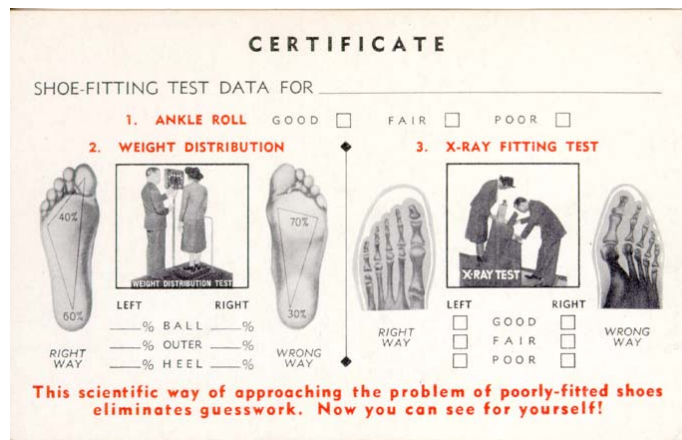 CERTIFICATE
SHOE-FITTING TEST DATA FOR
1. ANKLE ROLL GOOD FAIR POOR
2. WEIGHT DISTRIBUTION
40%
60%
WEIGHT DISTRIBUTION TEST
70%
30%
LEFT RIGHT
% BALL %
% OUTER %
% HEEL %
RIGHT
WAY
WRONG
WAY
3. X-RAY FITTING TEST
X-RAY TEST
LEFT RIGHT
GOOD
FAIR
POOR
RIGHT
WAY
WRONG
WAY
This scientific way of approaching the problem of poorly-fitted shoes
eliminates guesswork. Now you can see for yourself!